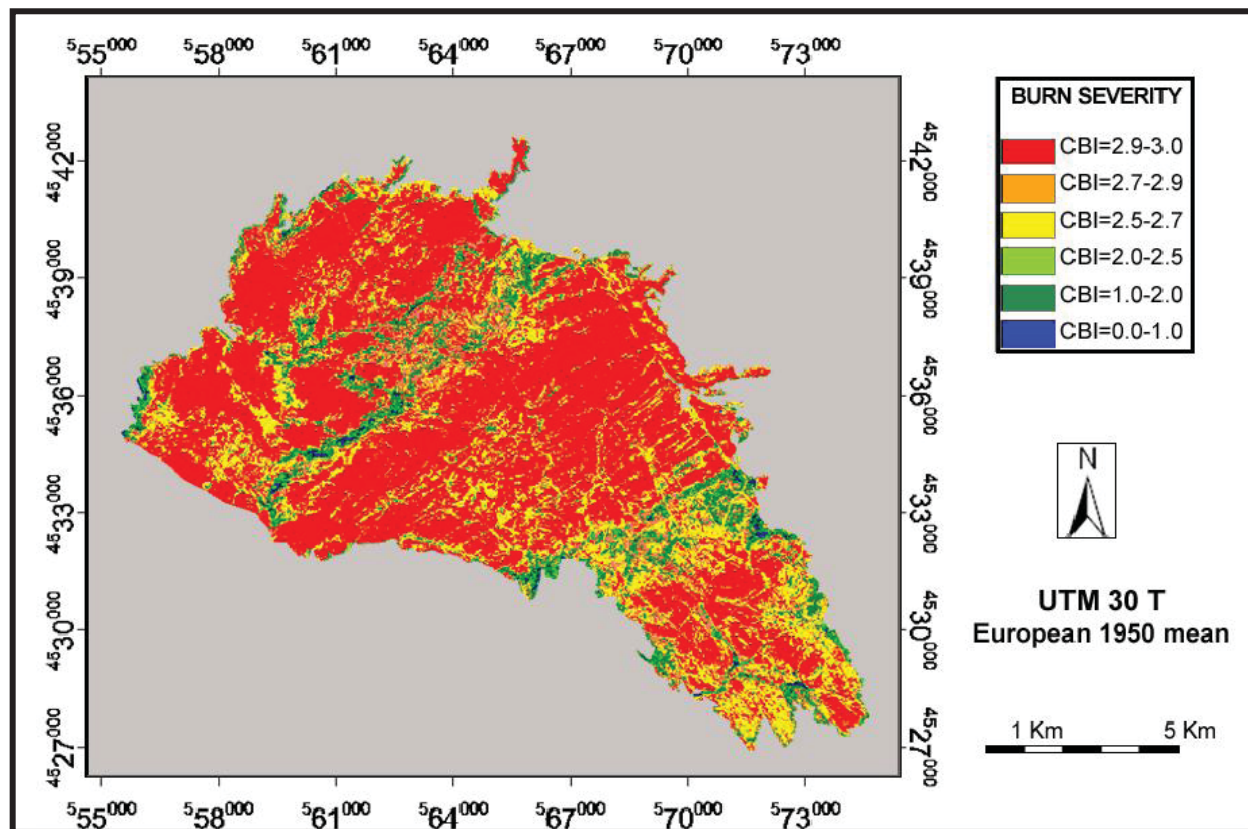 555000 558000 561000 564000 567000 570000 573000
4542000
4539000
4536000
4533000
4530000
4527000
4542000
4539000
4536000
4533000
4530000
4527000
555000 558000 561000 564000 567000 570000 573000
BURN SEVERITY
CBI=2.9-3.0
CBI=2.7-2.9
CBI=2.5-2.7
CBI=2.0-2.5
CBI=1.0-2.0
CBI=0.0-1.0
N
UTM 30 T
European 1950 mean
1 Km 5 Km